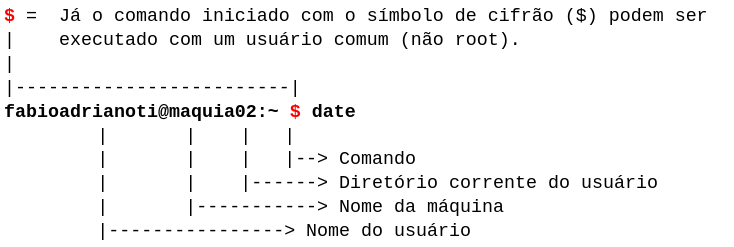 $ =  Já o comando iniciado com o símbolo de cifrão ($) podem ser
|    executado com um usuário comum (não root).
|
|-------------------------|
fabioadrianoti@maquia02:~ $ date
         |       |    |   |
         |       |    |   |--> Comando
         |       |    |------> Diretório corrente do usuário
         |       |-----------> Nome da máquina
         |----------------> Nome do usuário